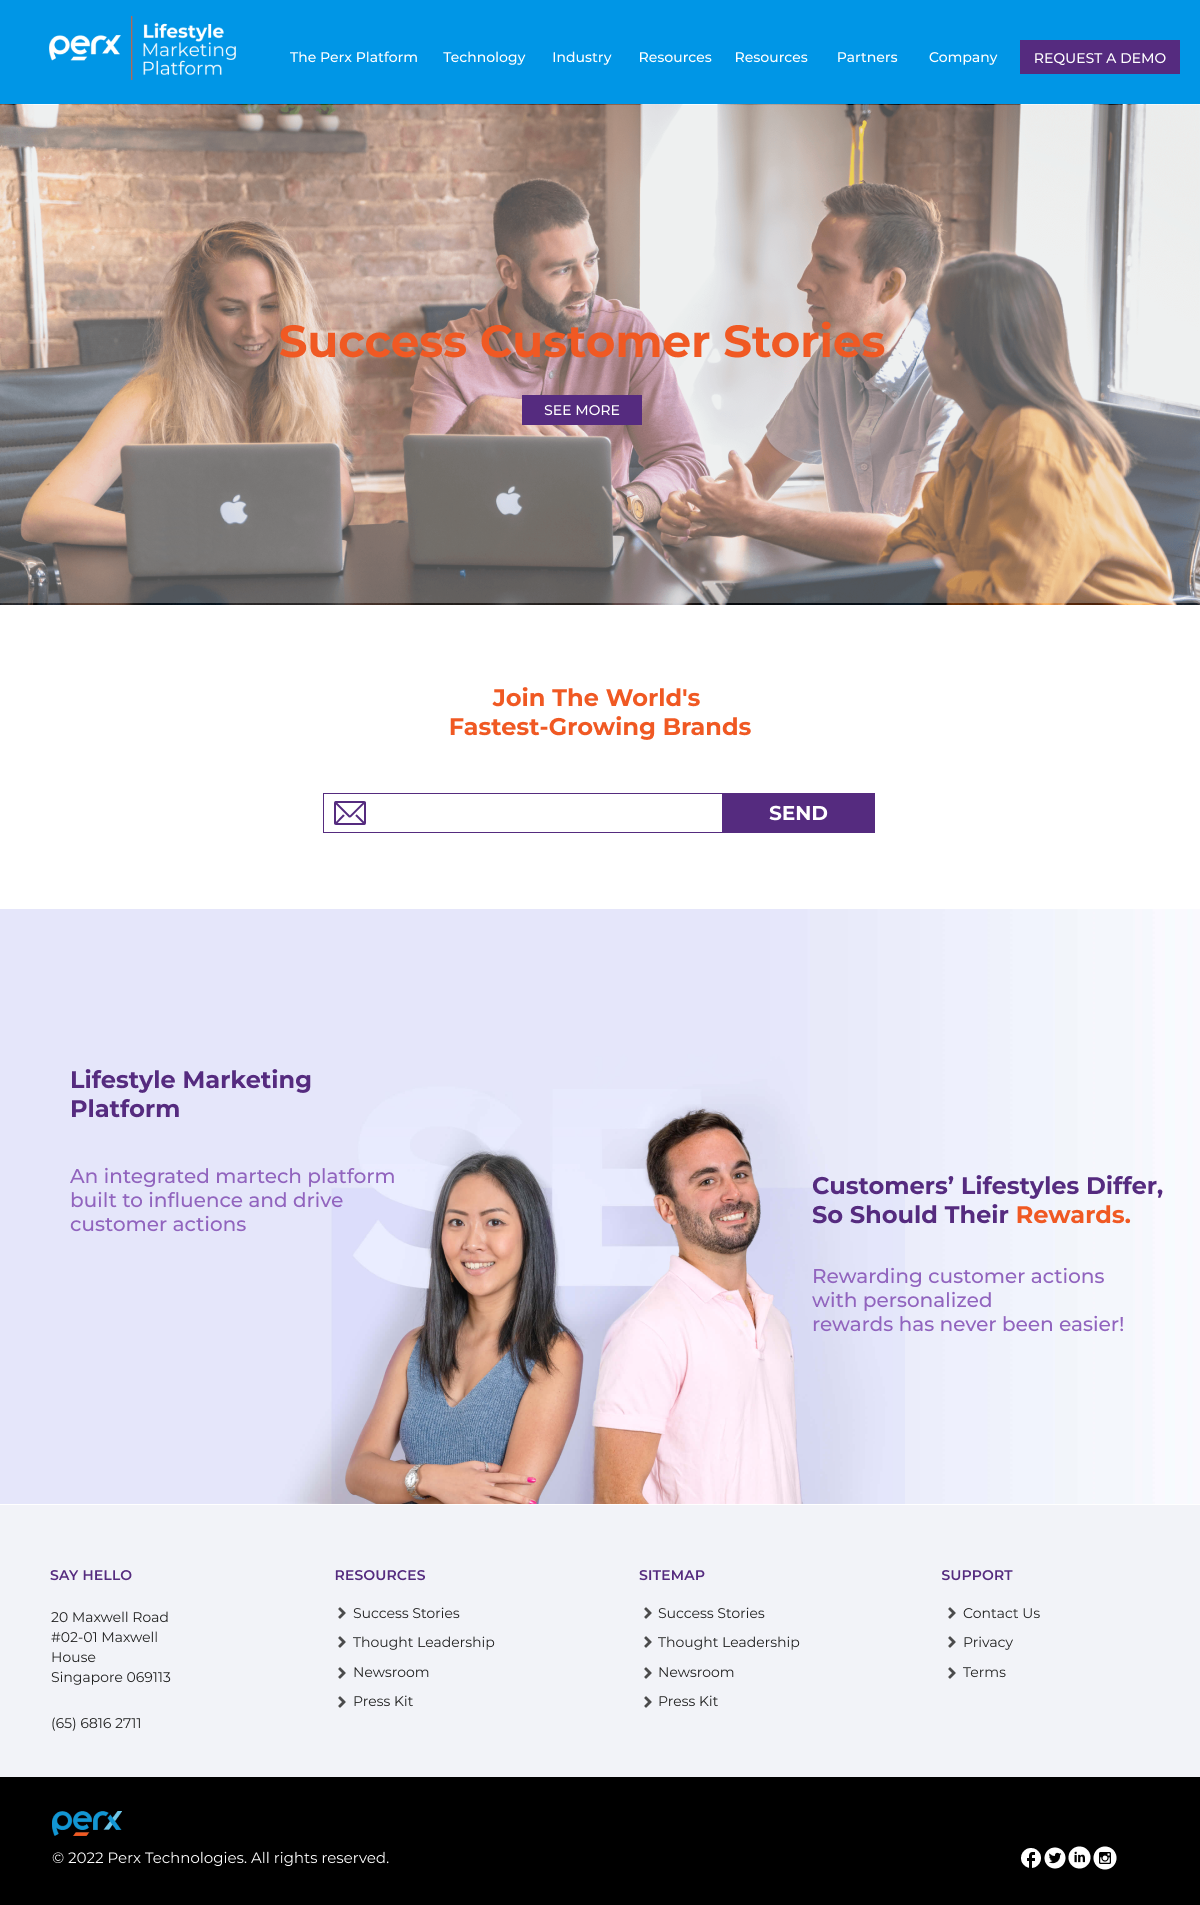 perx
Lifestyle
Marketing
Platform
The Perx Platform
Technology
Industry
Resources
Resources
Partners
Company
REQUEST A DEMO
Success Customer Stories
SEE MORE
Join The World's
Fastest-Growing Brands
SEND
SE
Lifestyle Marketing
Platform
An integrated martech platform
built to influence and drive
customer actions
Customers’ Lifestyles Differ,
So Should Their Rewards.
Rewarding customer actions
with personalized
rewards has never been easier!
SAY HELLO
20 Maxwell Road
#02-01 Maxwell
House
Singapore 069113
(65) 6816 2711
RESOURCES
Success Stories
Thought Leadership
Newsroom
Press Kit
SITEMAP
Success Stories
Thought Leadership
Newsroom
Press Kit
SUPPORT
Contact Us
Privacy
Terms
perx
© 2022 Perx Technologies. All rights reserved.